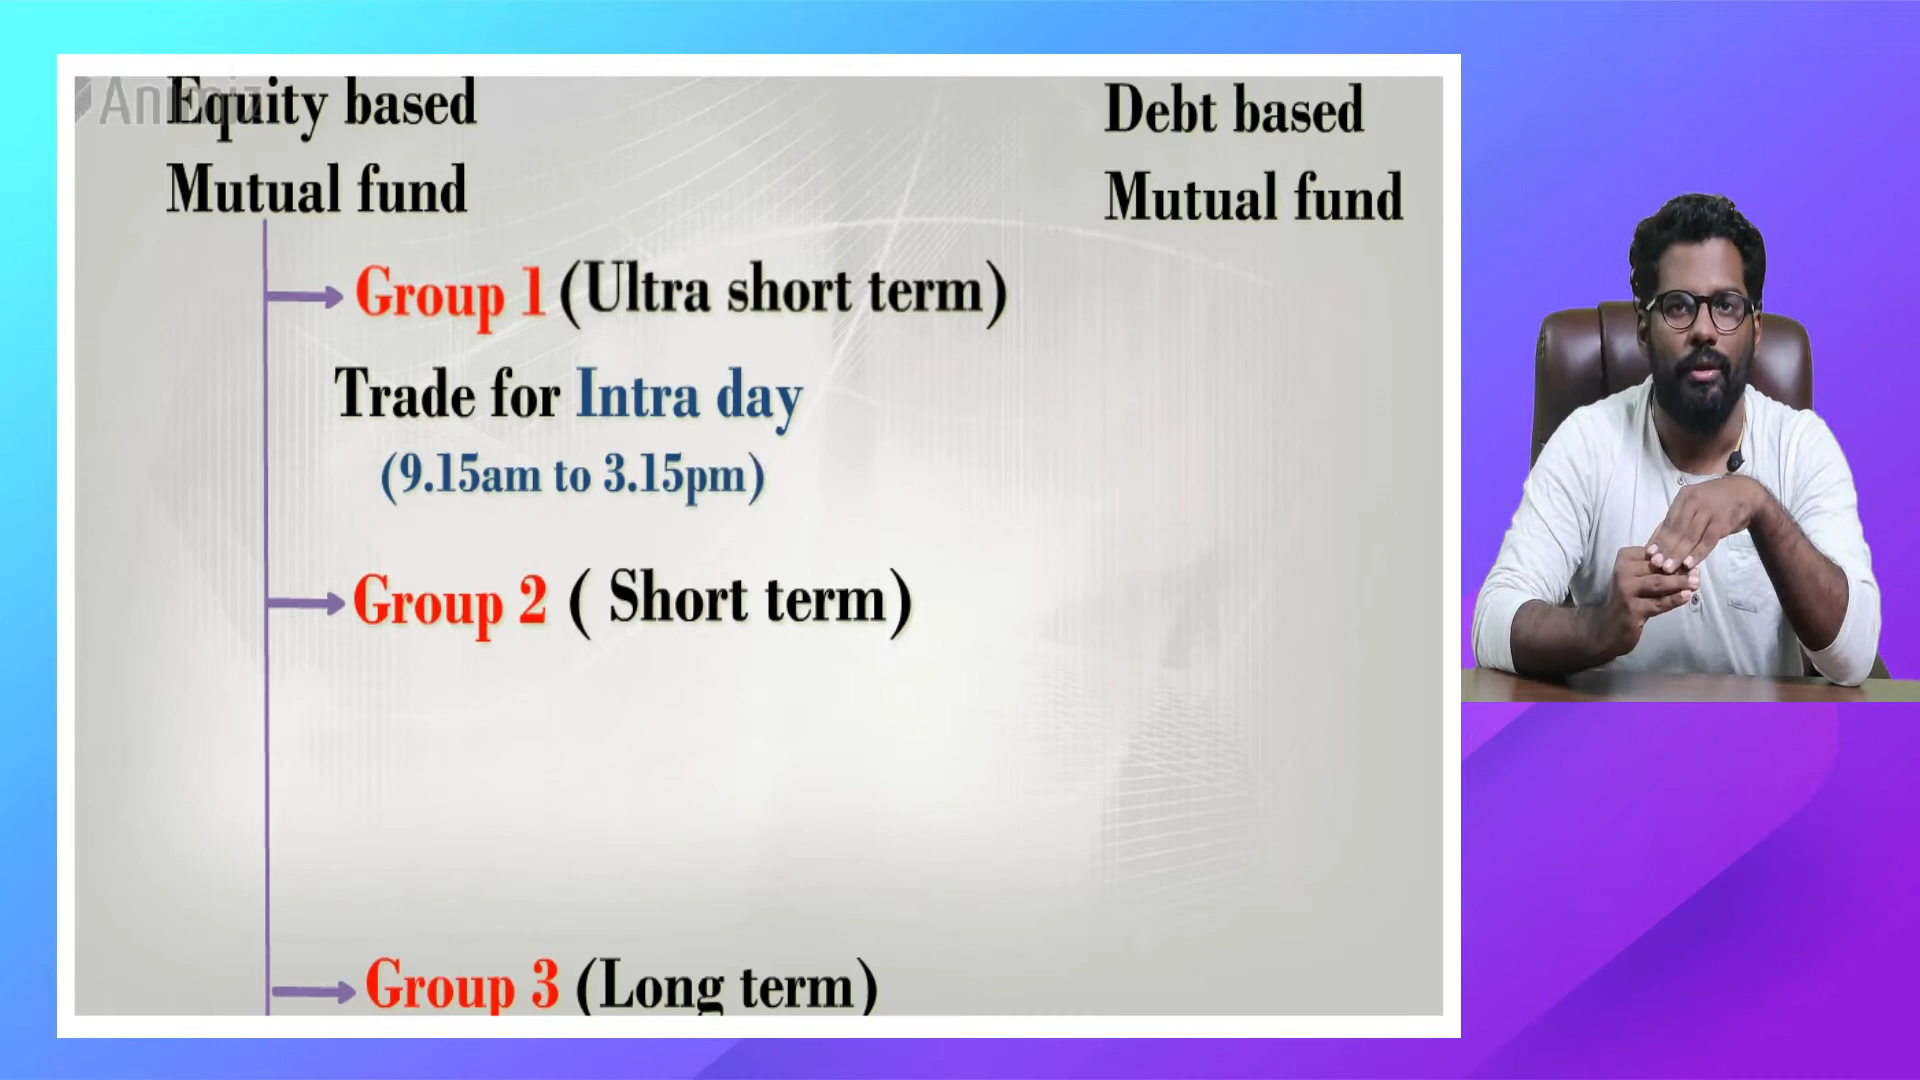 Animiz
Equity based
Mutual fund
Debt based
Mutual fund
Group 1 (Ultra short term)
Trade for Intra day
(9.15am to 3.15pm)
Group 2 ( Short term)
Group 3 (Long term)